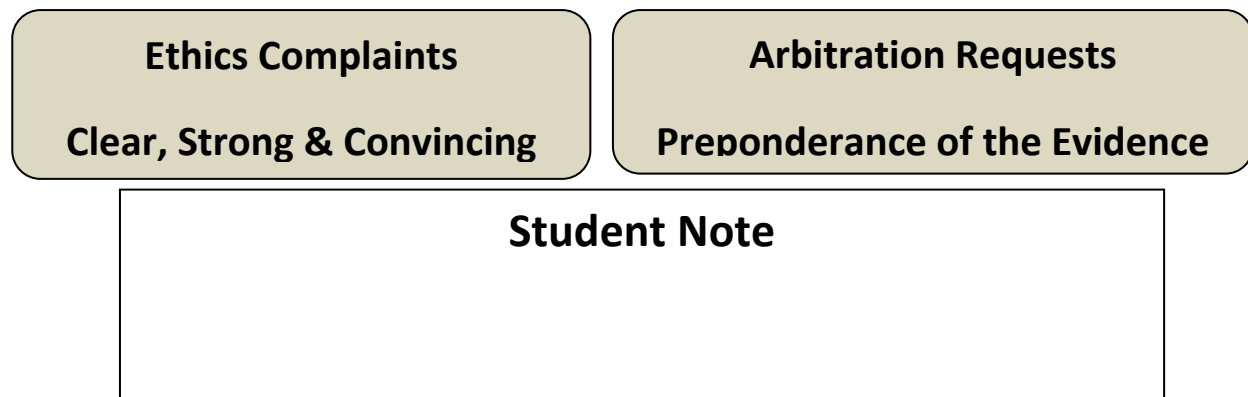 Ethics Complaints
Clear, Strong & Convincing
Arbitration Requests
Preponderance of the Evidence
Student Note